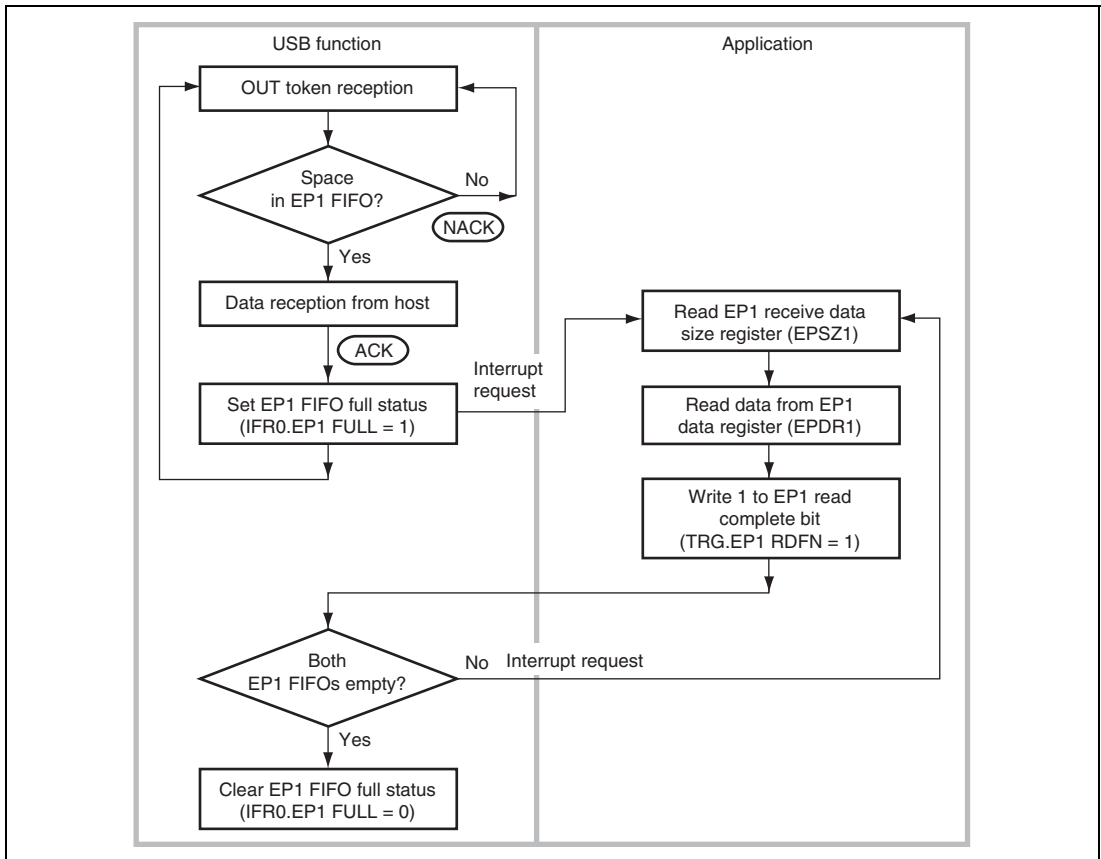 USB function
Application
OUT token reception
Space
in EP1 FIFO?
No
NACK
Yes
Data reception from host
ACK
Interrupt
request
Set EP1 FIFO full status
(IFR0.EP1 FULL = 1)
Read EP1 receive data
size register (EPSZ1)
Read data from EP1
data register (EPDR1)
Write 1 to EP1 read
complete bit
(TRG.EP1 RDFN = 1)
Both
EP1 FIFOs empty?
No Interrupt request
Yes
Clear EP1 FIFO full status
(IFR0.EP1 FULL = 0)